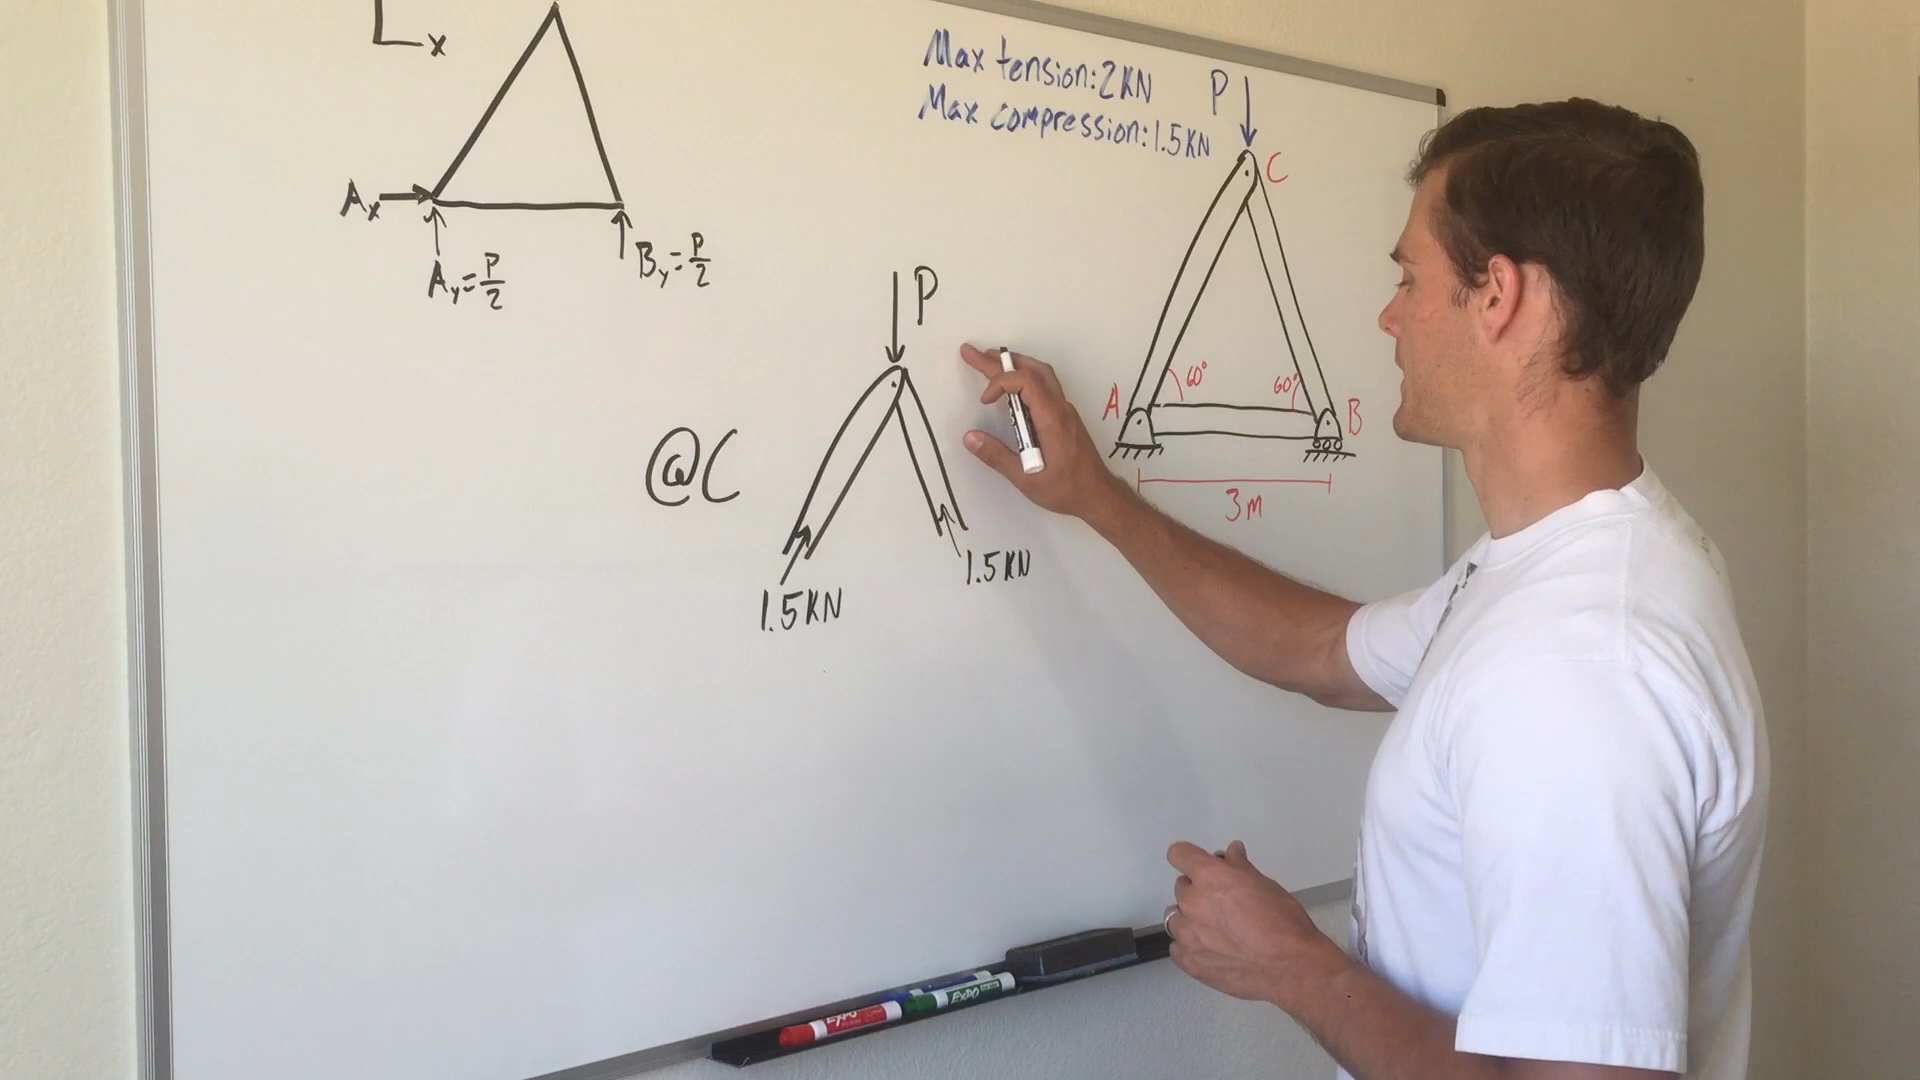 x
Ax
Ay=P/2
By=P/2
Max tension:2KN
Max compression:1.5KN
P
C
60°
60°
A
B
3m
P
@C
1.5KN
1.5KN
EXPO
EXPO